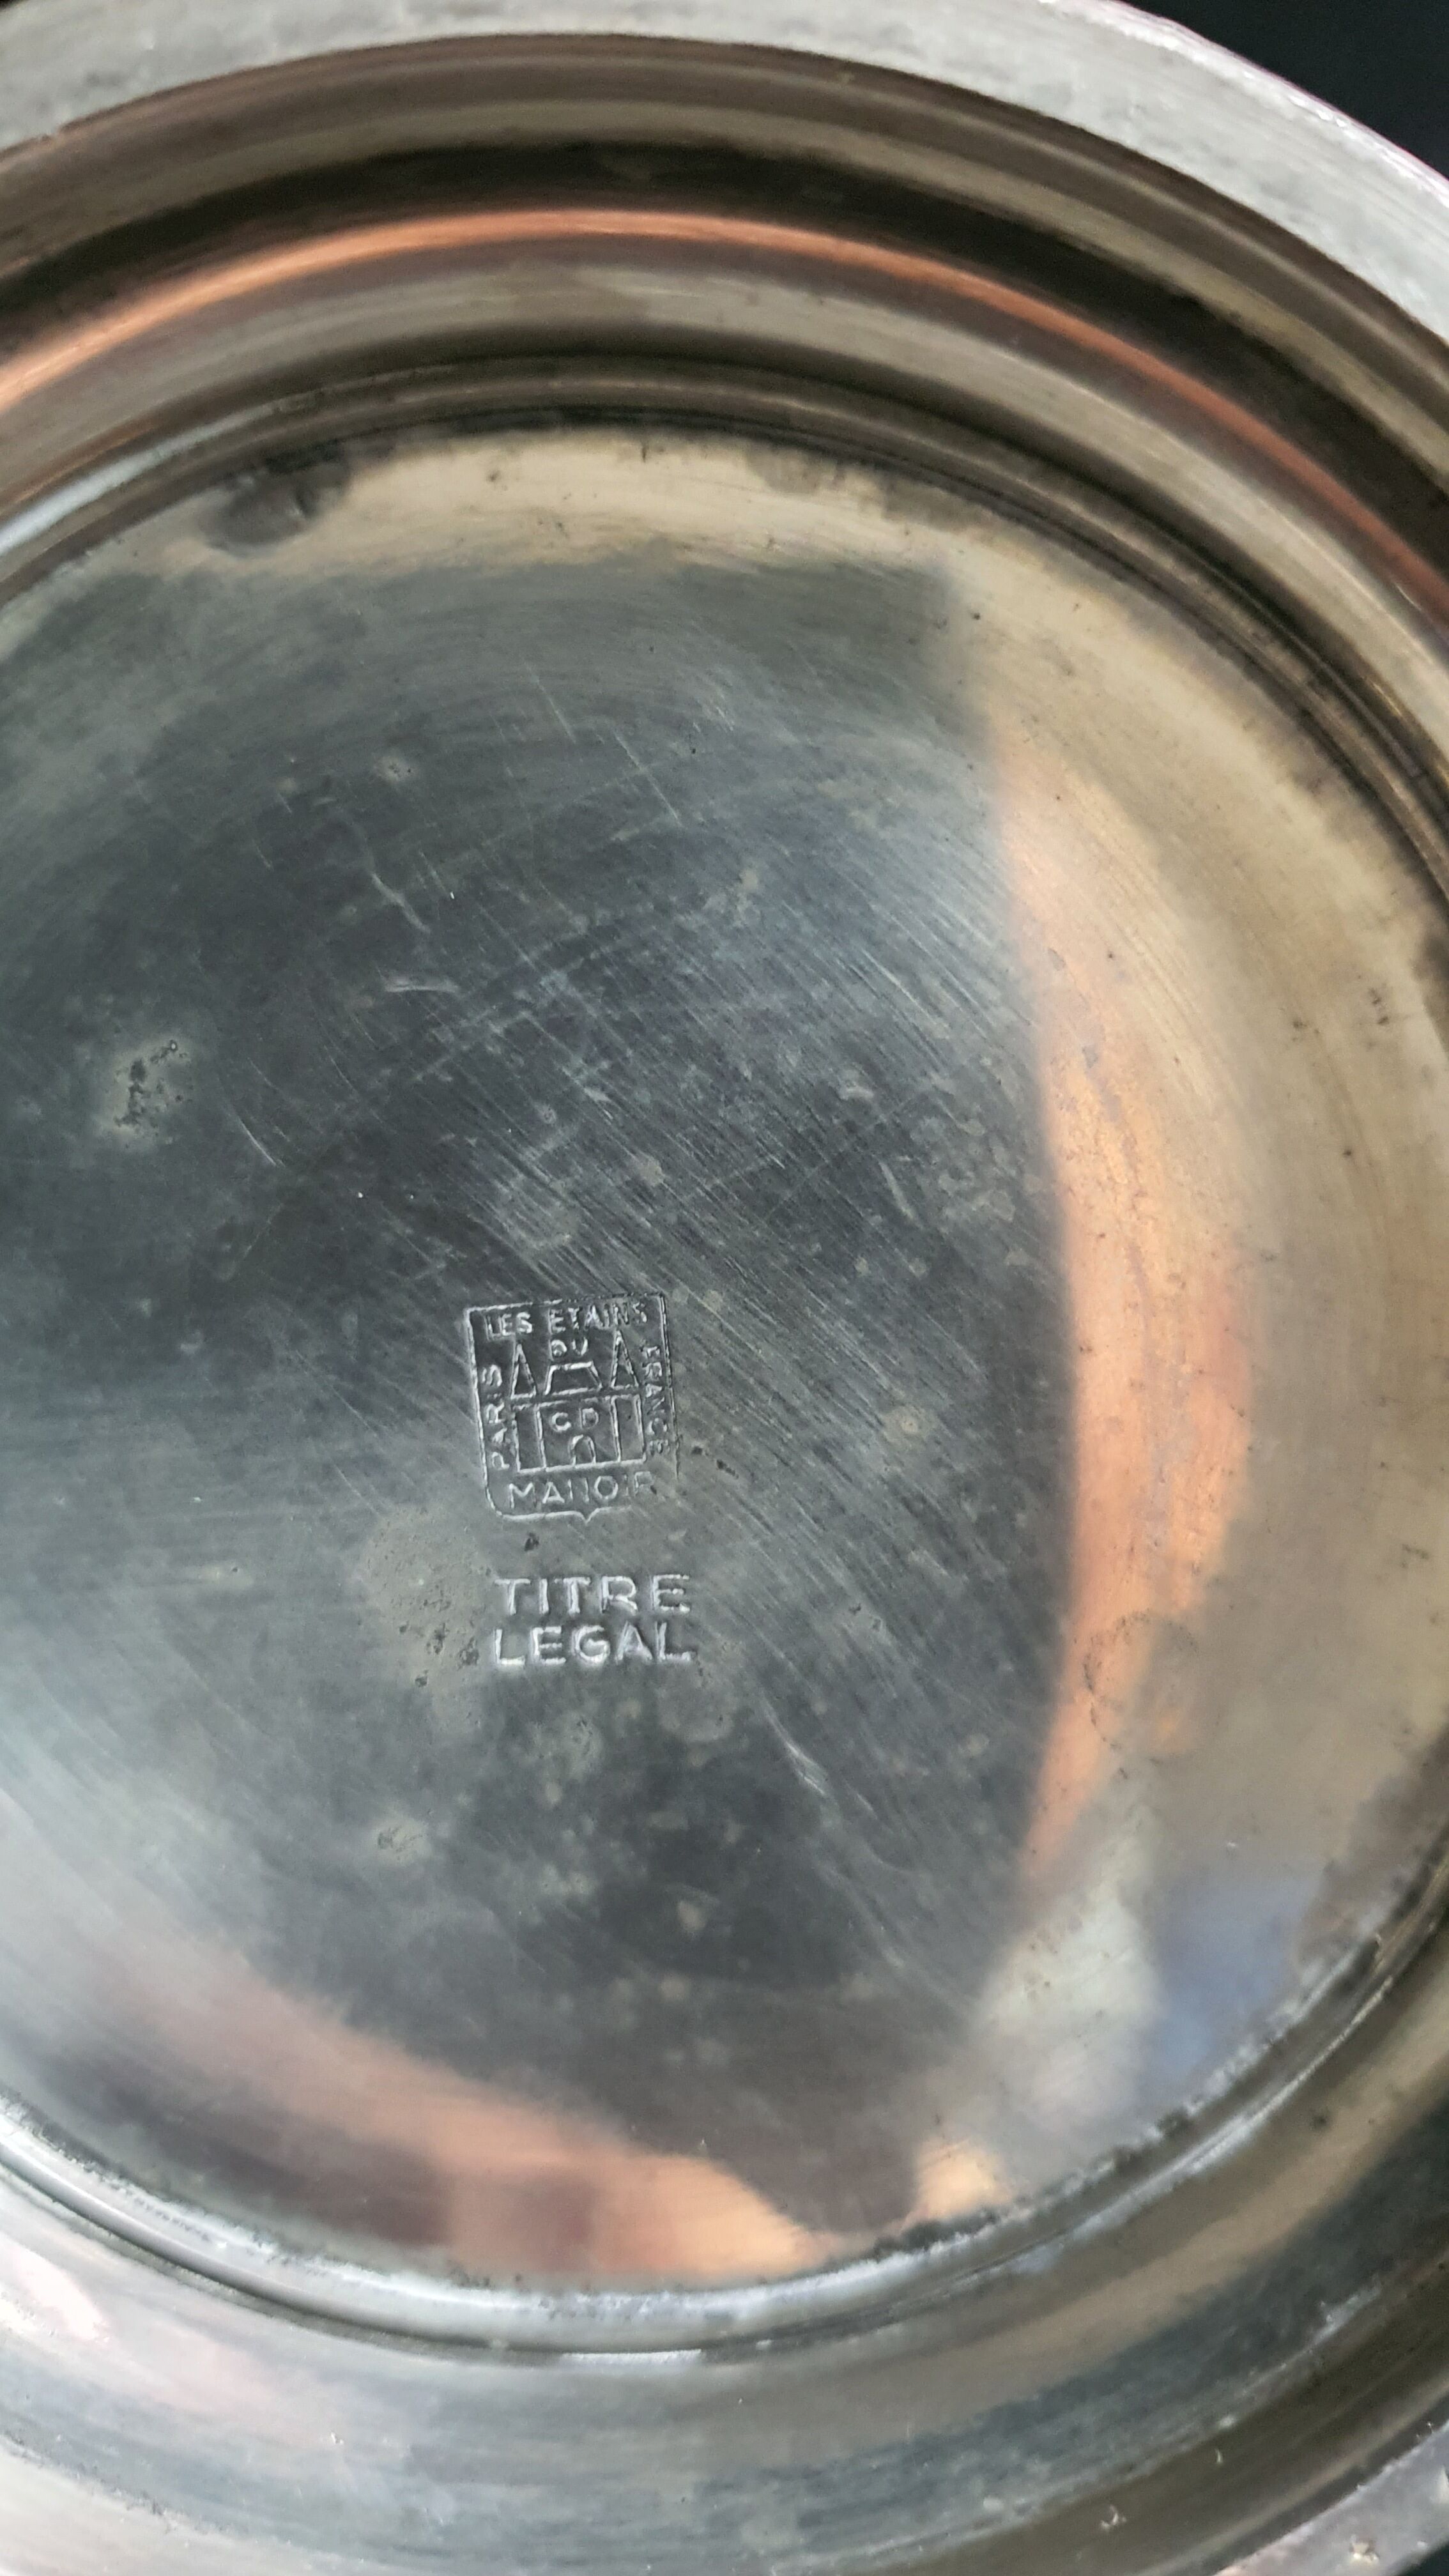 LES ETAINS
DU
PARIS
FRANCE
CD
MANOIR
TITRE
LEGAL